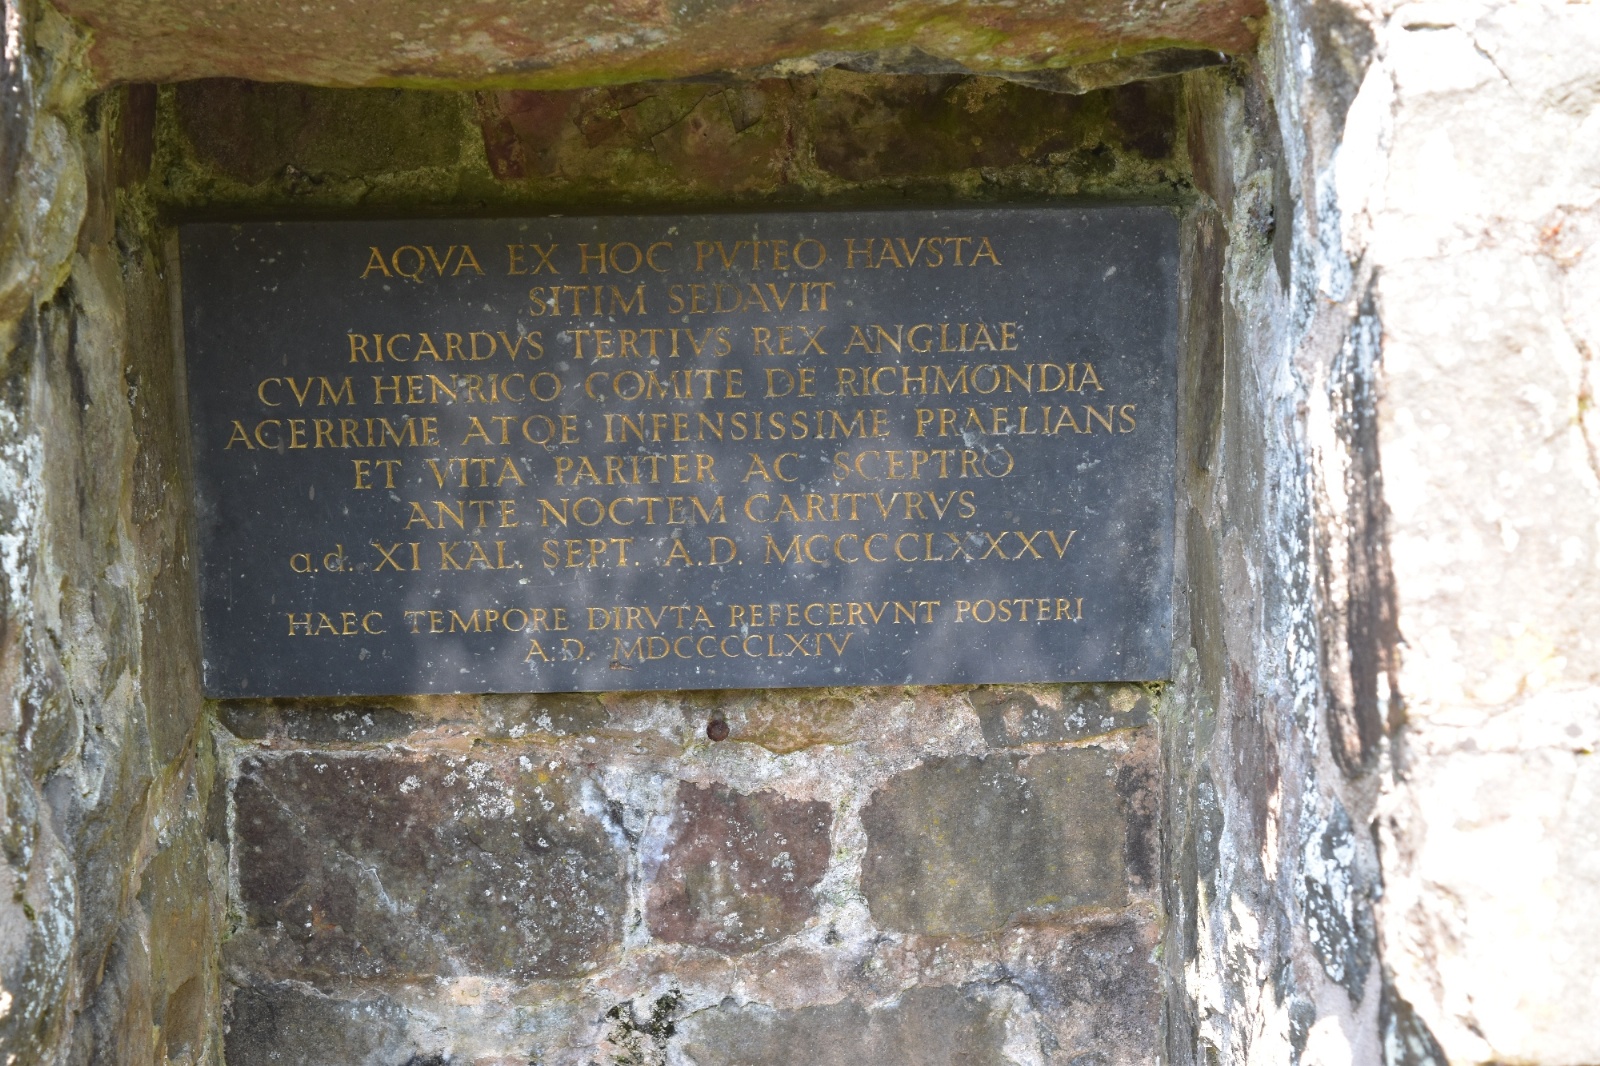 AQVA EX HOC PVTEO HAVSTA
SITIM SEDAVIT
RICARDVS TERTIVS REX ANGLIAE
CVM HENRICO COMITE DE RICHMONDIA
ACERRIME ATQE INFENSISSIME PRAELIANS
ET VITA PARITER AC SCEPTRO
ANTE NOCTEM CARITVRVS
a.d. XI KAL. SEPT. A.D. MCCCCLXXXV
HAEC TEMPORE DIRVTA REFECERVNT POSTERI
A.D. MDCCCCLXIV